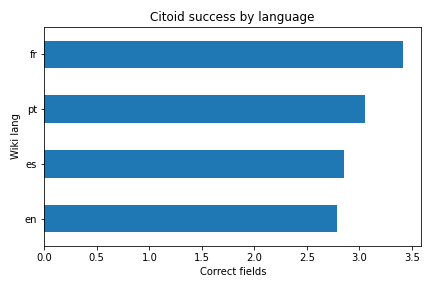 Citoid success by language
Wiki lang
fr
pt
es
en
0.0 0.5 1.0 1.5 2.0 2.5 3.0 3.5
Correct fields